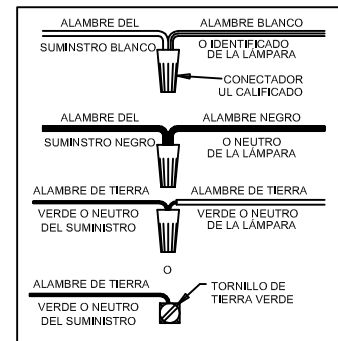 ALAMBRE DEL
SUMINSTRO BLANCO
ALAMBRE BLANCO
O IDENTIFICADO
DE LA LÁMPARA
CONECTADOR
UL CALIFICADO
ALAMBRE DEL
SUMINSTRO NEGRO
ALAMBRE NEGRO
O NEUTRO
DE LA LÁMPARA
ALAMBRE DE TIERRA
VERDE O NEUTRO
DEL SUMINISTRO
ALAMBRE DE TIERRA
VERDE O NEUTRO
DE LA LÁMPARA
O
ALAMBRE DE TIERRA
VERDE O NEUTRO
DEL SUMINISTRO
TORNILLO DE
TIERRA VERDE